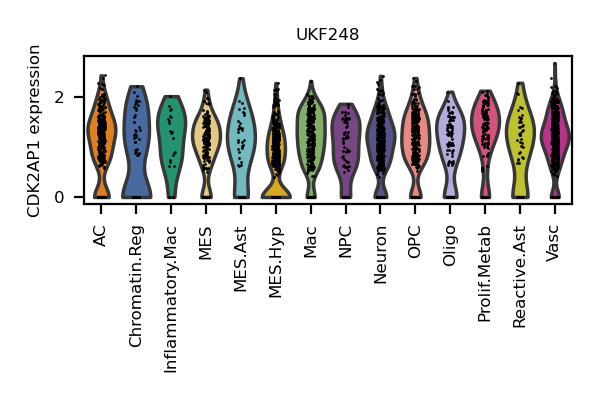 UKF248
CDK2AP1 expression
2
0
AC
Chromatin.Reg
Inflammatory.Mac
MES
MES.Ast
MES.Hyp
Mac
NPC
Neuron
OPC
Oligo
Prolif.Metab
Reactive.Ast
Vasc